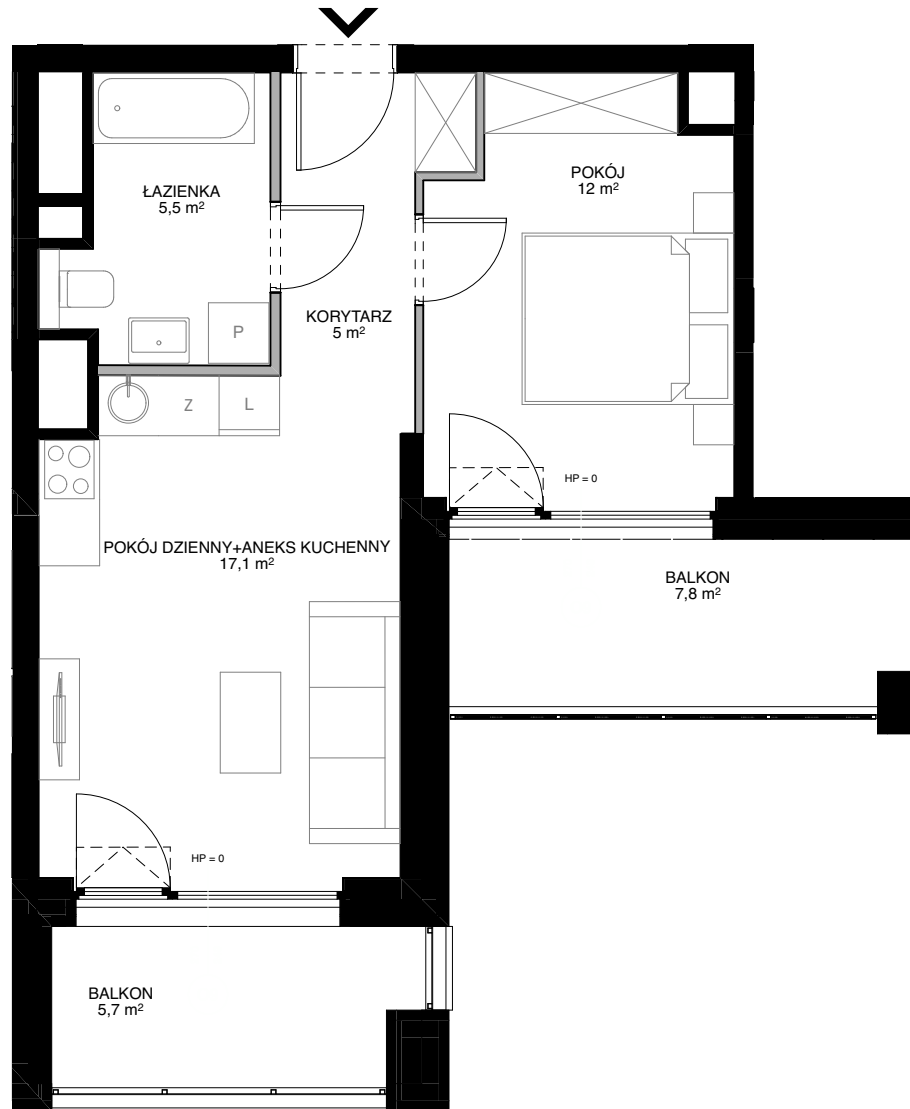 ŁAZIENKA
5,5 m²
POKÓJ
12 m²
KORYTARZ
5 m²
P
Z
L
HP = 0
POKÓJ DZIENNY+ANEKS KUCHENNY
17,1 m²
BALKON
7,8 m²
HP = 0
BALKON
5,7 m²